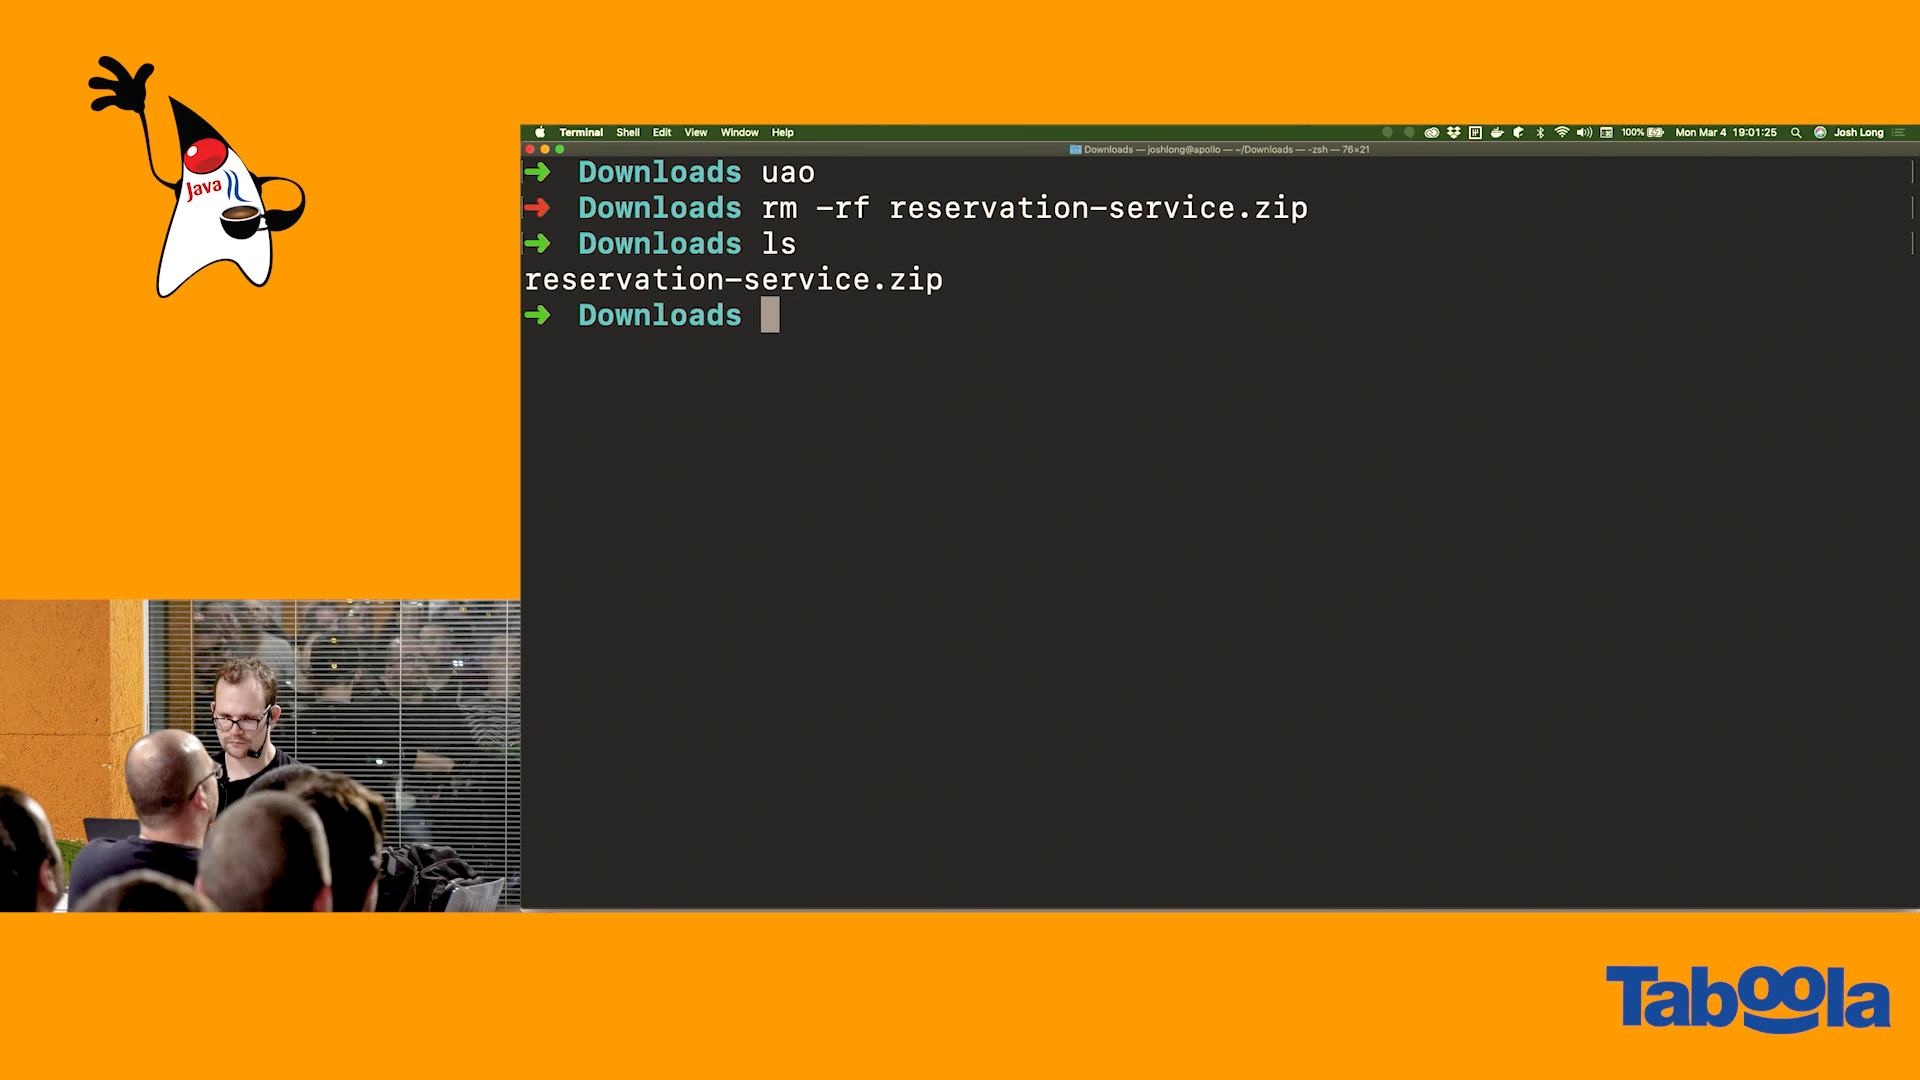 Java
Terminal Shell Edit View Window Help 100% Mon Mar 4 19:01:25 Josh Long
Downloads — joshlong@apollo — ~/Downloads — -zsh — 76×21
➜ Downloads uao
➜ Downloads rm -rf reservation-service.zip
➜ Downloads ls
reservation-service.zip
➜ Downloads
Taboola